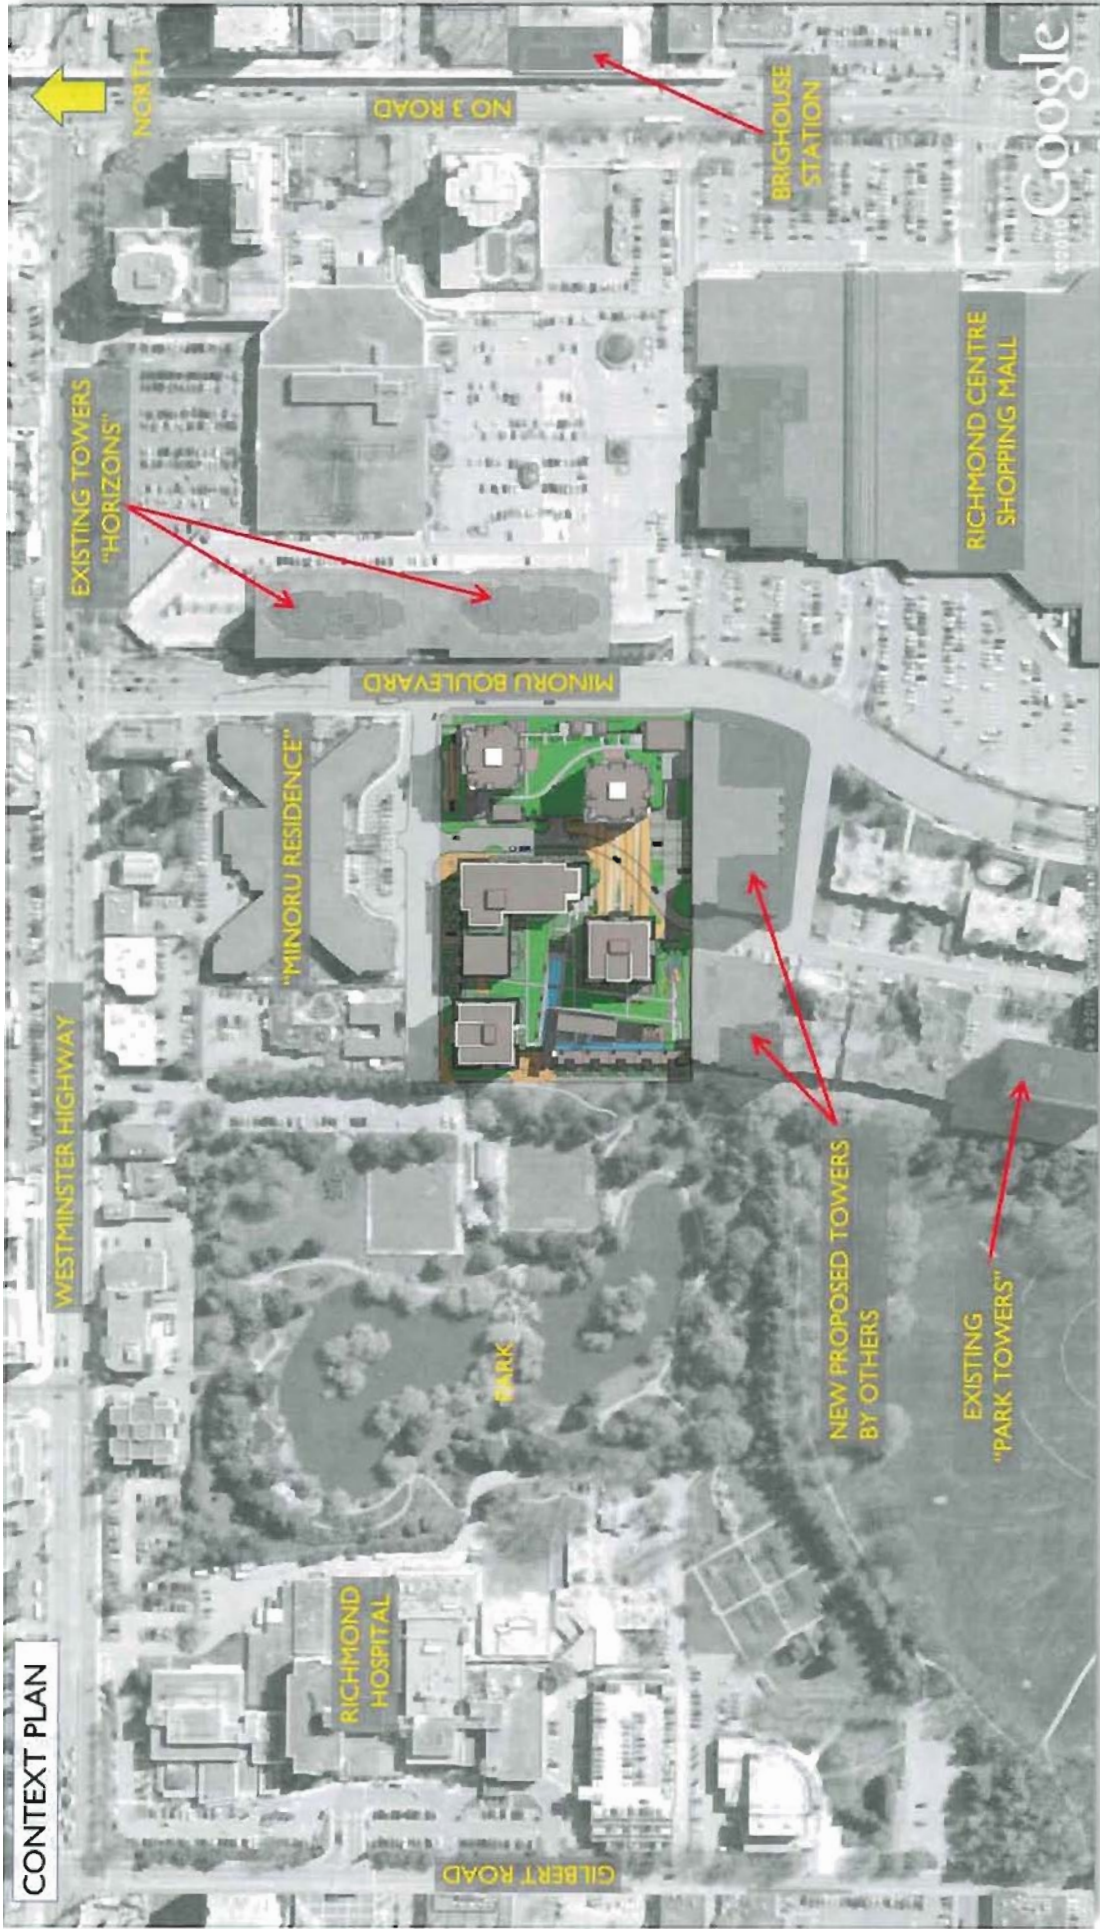 CONTEXT PLAN
WESTMINSTER HIGHWAY
EXISTING TOWERS
"HORIZONS"
NORTH
"MINORU RESIDENCE"
RICHMOND
HOSPITAL
GILBERT ROAD
PARK
MINORU BOULEVARD
NO 3 ROAD
BRIGHOUSE
STATION
NEW PROPOSED TOWERS
BY OTHERS
EXISTING
"PARK TOWERS"
RICHMOND CENTRE
SHOPPING MALL
Google